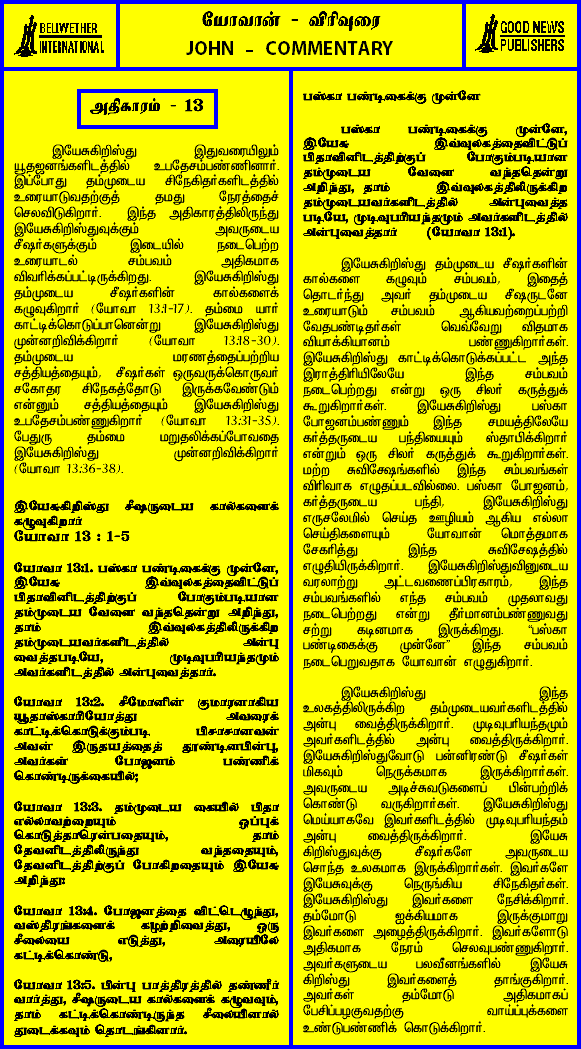 BELWETHER
INTERNATIONAL
யோவான் - விரிவுரை
JOHN - COMMENTARY
GOOD NEWS
PUBLISHERS
அதிகாரம் - 13
இயேசுகிறிஸ்து இதுவரையிலும்
யூதஜனங்களிடத்தில் உபதேசம்பண்ணினார்.
இப்போது தம்முடைய சிநேகிதர்களிடத்தில்
உரையாடுவதற்குத் தமது நேரத்தைச்
செலவிடுகிறார். இந்த அதிகாரத்திலிருந்து
இயேசுகிறிஸ்துவுக்கும் அவருடைய
சீஷர்களுக்கும் இடையில் நடைபெற்ற
உரையாடல் சம்பவம் அதிகமாக
விவரிக்கப்பட்டிருக்கிறது. இயேசுகிறிஸ்து
தம்முடைய சீஷர்களின் கால்களைக்
கழுவுகிறார் (யோவா 13:1-17). தம்மை யார்
காட்டிக்கொடுப்பானென்று இயேசுகிறிஸ்து
முன்னறிவிக்கிறார் (யோவா 13:18-30).
தம்முடைய மரணத்தைப்பற்றிய
சத்தியத்தையும், சீஷர்கள் ஒருவருக்கொருவர்
சகோதர சிநேகத்தோடு இருக்கவேண்டும்
என்னும் சத்தியத்தையும் இயேசுகிறிஸ்து
உபதேசம்பண்ணுகிறார் (யோவா 13:31-35).
பேதுரு தம்மை மறுதலிக்கப்போவதை
இயேசுகிறிஸ்து முன்னறிவிக்கிறார்
(யோவா 13:36-38).
இயேசுகிறிஸ்து சீஷருடைய கால்களைக்
கழுவுகிறார்
யோவா 13 : 1-5
யோவா 13:1. பஸ்கா பண்டிகைக்கு முன்னே,
இயேசு இவ்வுலகத்தைவிட்டுப்
பிதாவினிடத்திற்குப் போகும்படியான
தம்முடைய வேளை வந்ததென்று அறிந்து,
தாம் இவ்வுலகத்திலிருக்கிற
தம்முடையவர்களிடத்தில் அன்பு
வைத்தபடியே, முடிவுபரியந்தமும்
அவர்களிடத்தில் அன்புவைத்தார்.
யோவா 13:2. சீமோனின் குமாரனாகிய
யூதாஸ்காரியோத்து அவரைக்
காட்டிக்கொடுக்கும்படி பிசாசானவன்
அவன் இருதயத்தைத் தூண்டினபின்பு,
அவர்கள் போஜனம் பண்ணிக்
கொண்டிருக்கையில்;
யோவா 13:3. தம்முடைய கையில் பிதா
எல்லாவற்றையும் ஒப்புக்
கொடுத்தாரென்பதையும், தாம்
தேவனிடத்திலிருந்து வந்ததையும்,
தேவனிடத்திற்குப் போகிறதையும் இயேசு
அறிந்து:
யோவா 13:4. போஜனத்தை விட்டெழுந்து,
வஸ்திரங்களைக் கழற்றிவைத்து, ஒரு
சீலையை எடுத்து, அரையிலே
கட்டிக்கொண்டு,
யோவா 13:5. பின்பு பாத்திரத்தில் தண்ணீர்
வார்த்து, சீஷருடைய கால்களைக் கழுவவும்,
தாம் கட்டிக்கொண்டிருந்த சீலையினால்
துடைக்கவும் தொடங்கினார்.
பஸ்கா பண்டிகைக்கு முன்னே
பஸ்கா பண்டிகைக்கு முன்னே,
இயேசு இவ்வுலகத்தைவிட்டுப்
பிதாவினிடத்திற்குப் போகும்படியான
தம்முடைய வேளை வந்ததென்று
அறிந்து, தாம் இவ்வுலகத்திலிருக்கிற
தம்முடையவர்களிடத்தில் அன்புவைத்த
படியே, முடிவுபரியந்தமும் அவர்களிடத்தில்
அன்புவைத்தார் (யோவா 13:1).
இயேசுகிறிஸ்து தம்முடைய சீஷர்களின்
கால்களை கழுவும் சம்பவம், இதைத்
தொடர்ந்து அவர் தம்முடைய சீஷருடனே
உரையாடும் சம்பவம் ஆகியவற்றைப்பற்றி
வேதபண்டிதர்கள் வெவ்வேறு விதமாக
வியாக்கியானம் பண்ணுகிறார்கள்.
இயேசுகிறிஸ்து காட்டிக்கொடுக்கப்பட்ட அந்த
இராத்திரியிலேயே இந்த சம்பவம்
நடைபெற்றது என்று ஒரு சிலர் கருத்துக்
கூறுகிறார்கள். இயேசுகிறிஸ்து பஸ்கா
போஜனம்பண்ணும் இந்த சமயத்திலேயே
கர்த்தருடைய பந்தியையும் ஸ்தாபிக்கிறார்
என்றும் ஒரு சிலர் கருத்துக் கூறுகிறார்கள்.
மற்ற சுவிசேஷங்களில் இந்த சம்பவங்கள்
விரிவாக எழுதப்படவில்லை. பஸ்கா போஜனம்,
கர்த்தருடைய பந்தி, இயேசுகிறிஸ்து
எருசலேமில் செய்த ஊழியம் ஆகிய எல்லா
செய்திகளையும் யோவான் மொத்தமாக
சேகரித்து இந்த சுவிசேஷத்தில்
எழுதியிருக்கிறார். இயேசுகிறிஸ்துவினுடைய
வரலாற்று அட்டவணைப்பிரகாரம், இந்த
சம்பவங்களில் எந்த சம்பவம் முதலாவது
நடைபெற்றது என்று தீர்மானம்பண்ணுவது
சற்று கடினமாக இருக்கிறது. "பஸ்கா
பண்டிகைக்கு முன்னே" இந்த சம்பவம்
நடைபெறுவதாக யோவான் எழுதுகிறார்.
இயேசுகிறிஸ்து இந்த
உலகத்திலிருக்கிற தம்முடையவர்களிடத்தில்
அன்பு வைத்திருக்கிறார். முடிவுபரியந்தமும்
அவர்களிடத்தில் அன்பு வைத்திருக்கிறார்.
இயேசுகிறிஸ்துவோடு பன்னிரண்டு சீஷர்கள்
மிகவும் நெருக்கமாக இருக்கிறார்கள்.
அவருடைய அடிச்சுவடுகளைப் பின்பற்றிக்
கொண்டு வருகிறார்கள். இயேசுகிறிஸ்து
மெய்யாகவே இவர்களிடத்தில் முடிவுபரியந்தம்
அன்பு வைத்திருக்கிறார். இயேசு
கிறிஸ்துவுக்கு சீஷர்களே அவருடைய
சொந்த உலகமாக இருக்கிறார்கள். இவர்களே
இயேசுவுக்கு நெருங்கிய சிநேகிதர்கள்.
இயேசுகிறிஸ்து இவர்களை நேசிக்கிறார்.
தம்மோடு ஐக்கியமாக இருக்குமாறு
இவர்களை அழைத்திருக்கிறார். இவர்களோடு
அதிகமாக நேரம் செலவுபண்ணுகிறார்.
அவர்களுடைய பலவீனங்களில் இயேசு
கிறிஸ்து இவர்களைத் தாங்குகிறார்.
அவர்கள் தம்மோடு அதிகமாகப்
பேசிப்பழகுவதற்கு வாய்ப்புக்களை
உண்டுபண்ணிக் கொடுக்கிறார்.